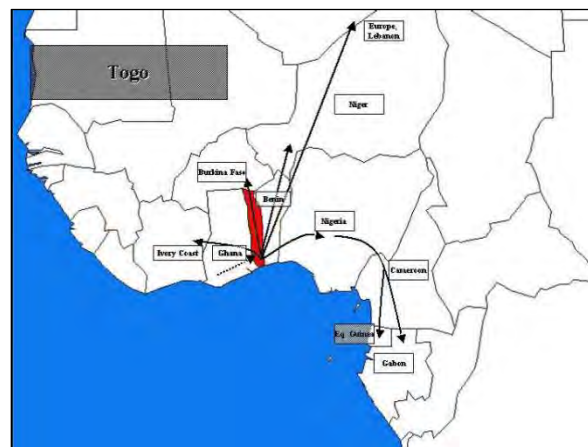 Europe,
Lebanon
Togo
Niger
Burkina Faso
Benin
Nigeria
Ivory Coast
Ghana
Cameroon
Eq. Guinea
Gabon